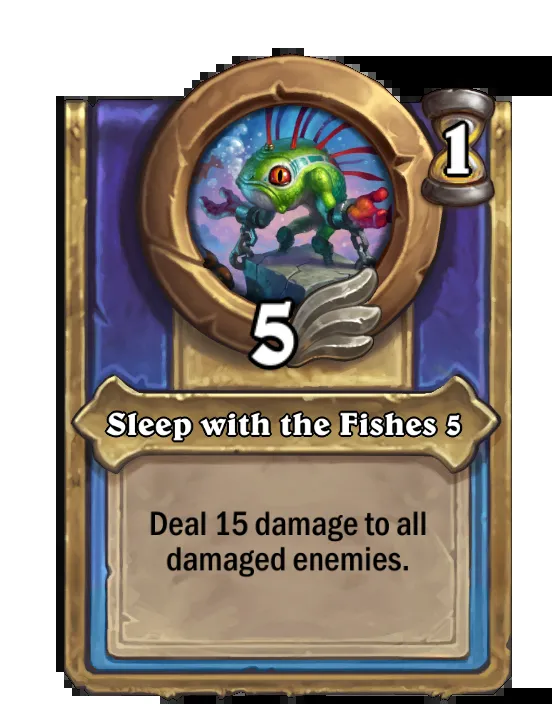 1
5
Sleep with the Fishes 5
Deal 15 damage to all
damaged enemies.